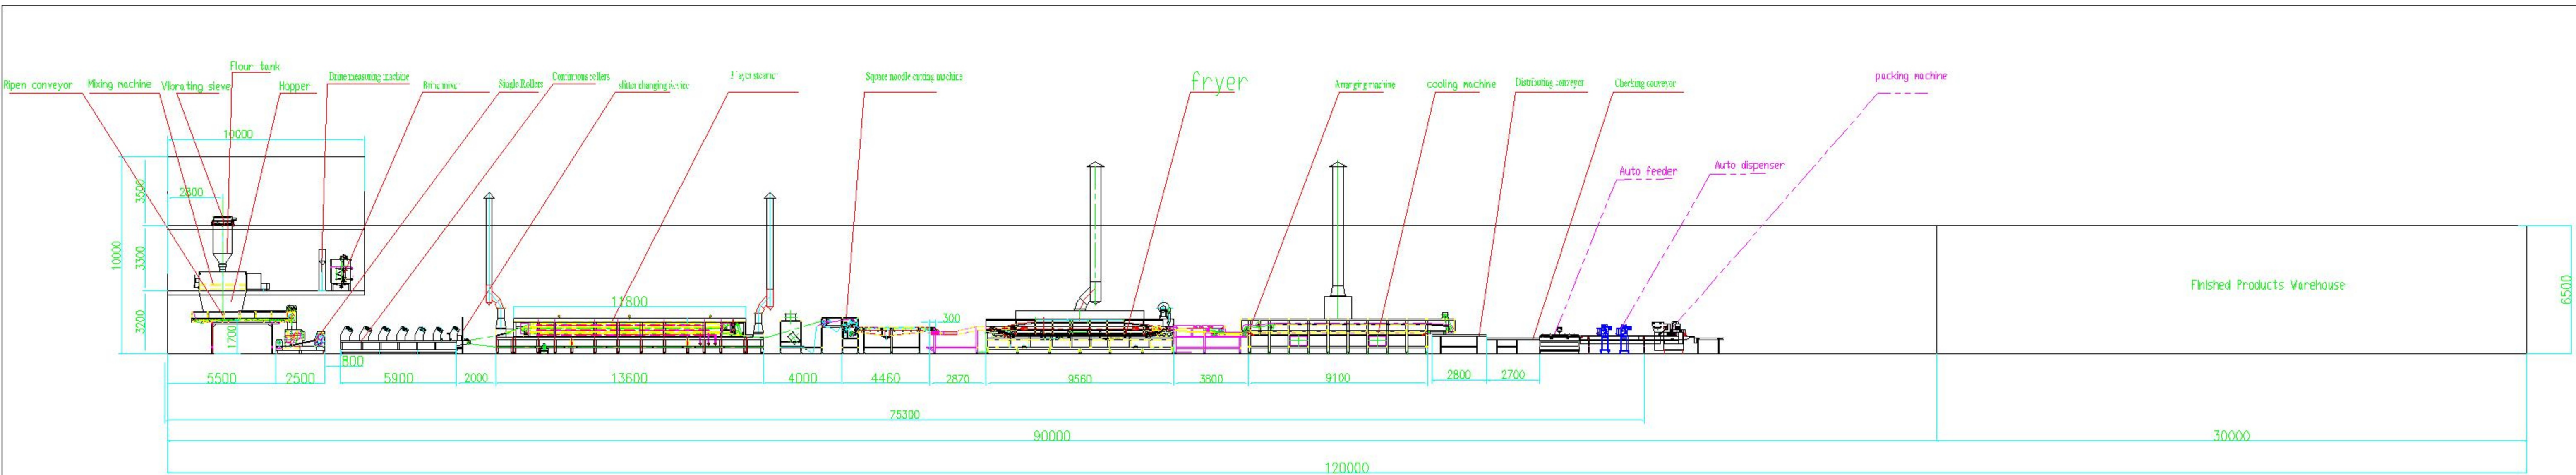 Ripen conveyor
Mixing machine
Vibrating sieve
Flour tank
Hopper
Single Rollers
Continuous rollers
Square noodle cutting machine
fryer
Arranging machine
cooling machine
Distributing conveyor
Checking conveyor
packing machine
Auto feeder
Auto dispenser
10000
2800
3500
10000
3300
3200
1700
11800
300
800
Finished Products Warehouse
6500
5500
2500
5900
2000
13600
4000
4460
2870
9560
3800
9100
2800
2700
75300
90000
30000
120000